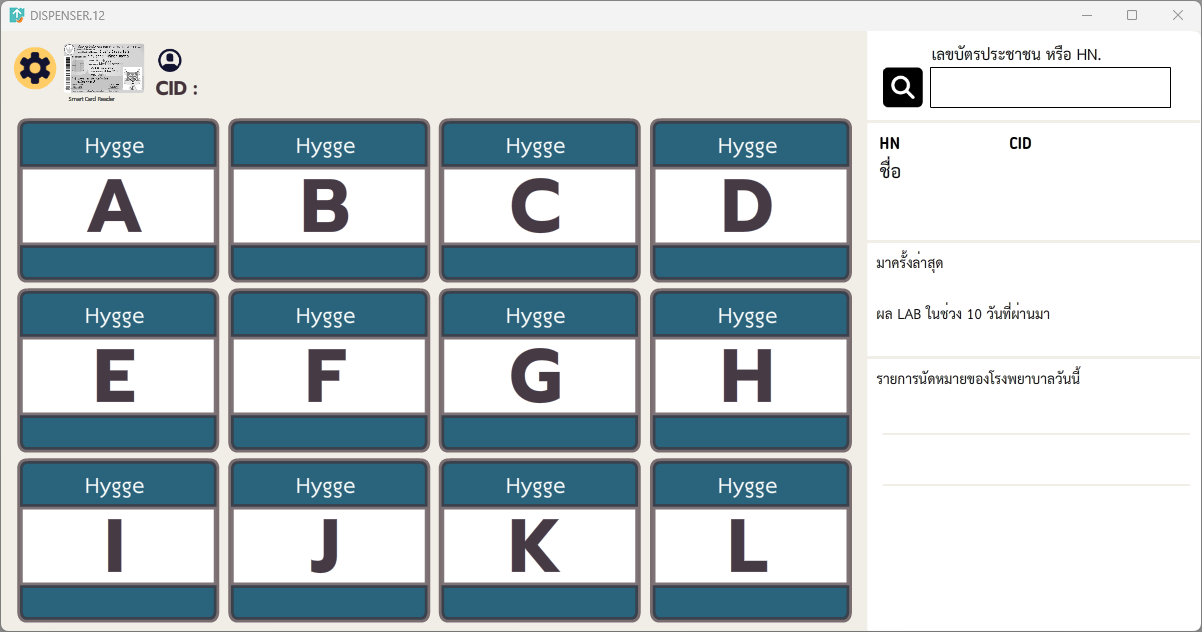 DISPENSER.12
Smart Card Reader
CID :
Hygge
A
Hygge
B
Hygge
C
Hygge
D
Hygge
E
Hygge
F
Hygge
G
Hygge
H
Hygge
I
Hygge
J
Hygge
K
Hygge
L
เลขบัตรประชาชน หรือ HN.
HN CID
ชื่อ
มาครั้งล่าสุด
ผล LAB ในช่วง 10 วันที่ผ่านมา
รายการนัดหมายของโรงพยาบาลวันนี้